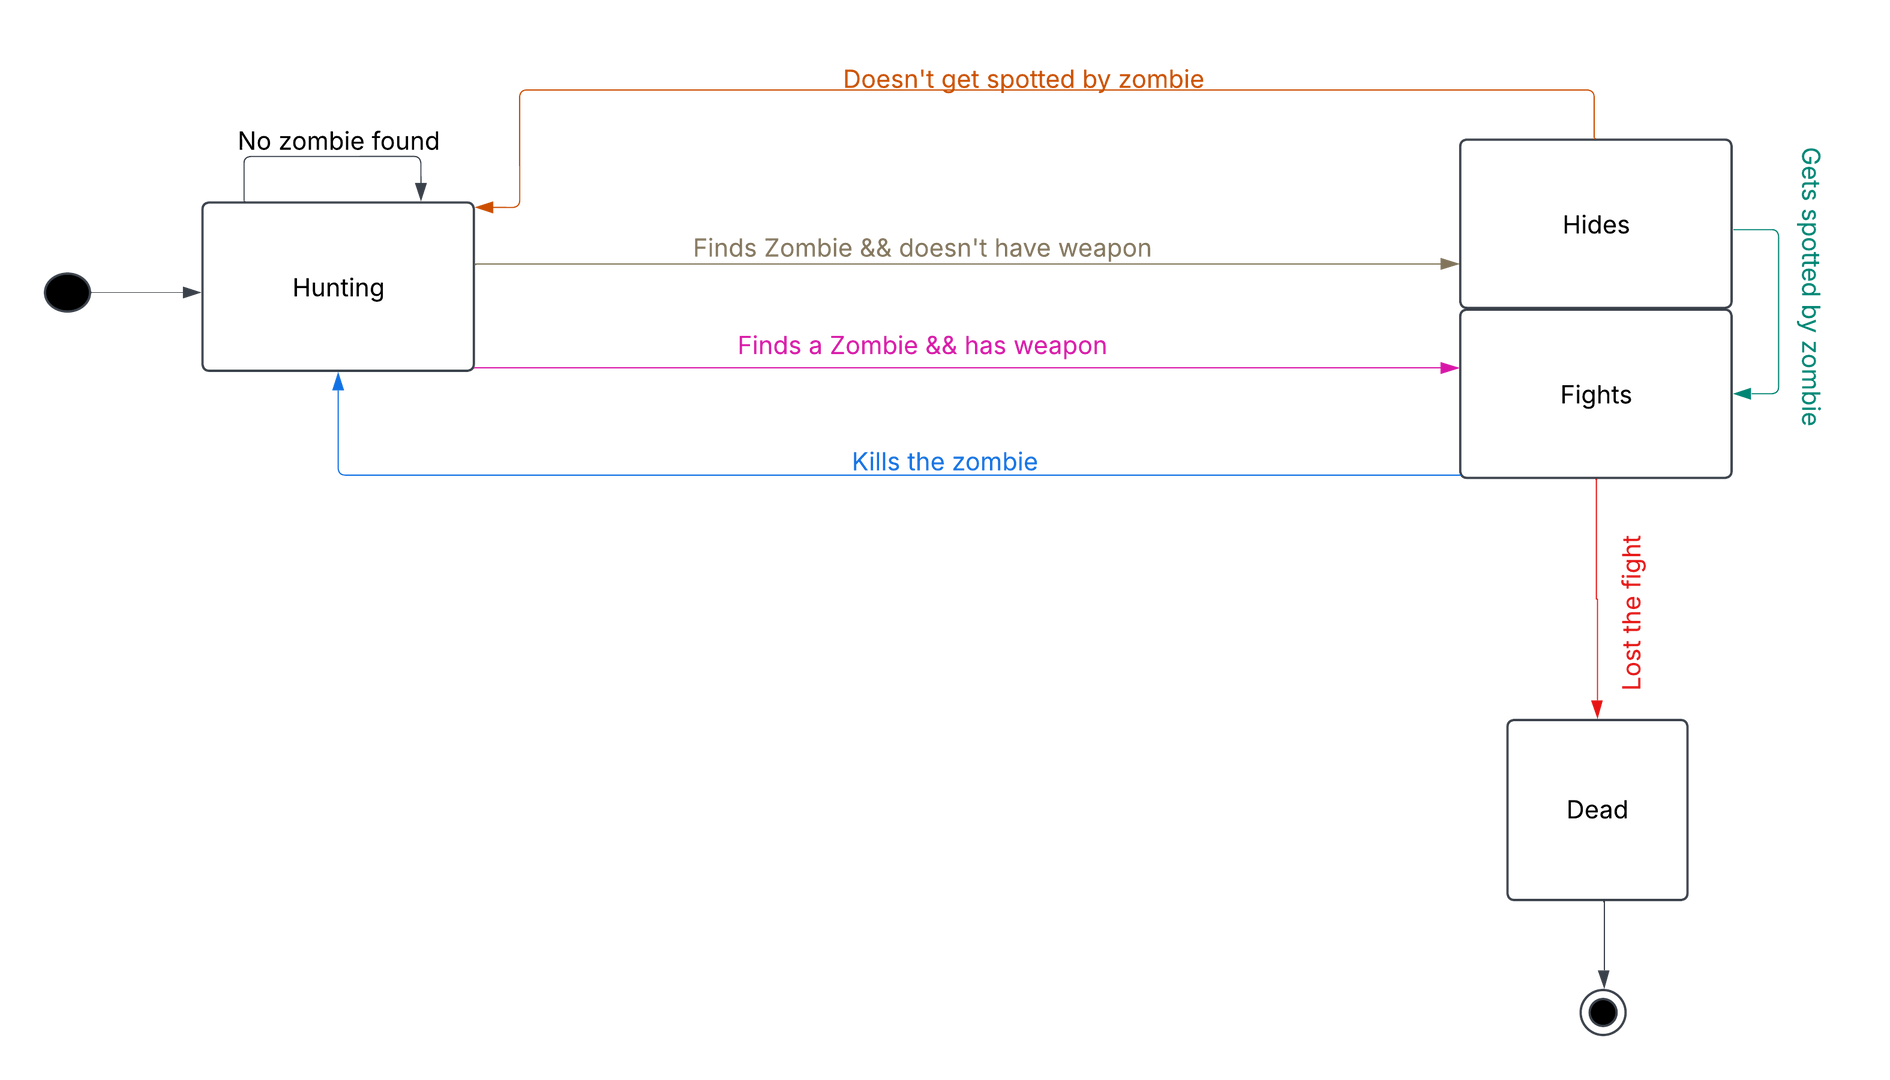 Doesn't get spotted by zombie
No zombie found
Gets spotted by zombie
Hides
Finds Zombie && doesn't have weapon
Hunting
Finds a Zombie && has weapon
Fights
Kills the zombie
Lost the fight
Dead